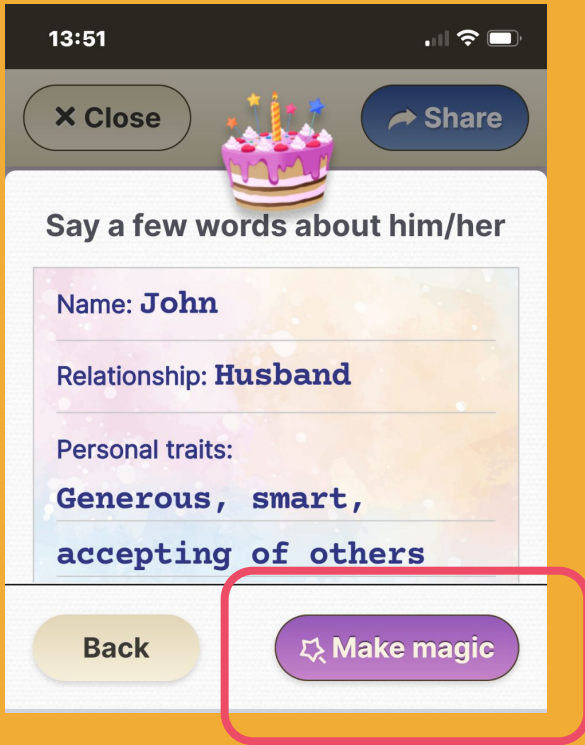 13:51
× Close
Share
Say a few words about him/her
Name: John
Relationship: Husband
Personal traits:
Generous, smart,
accepting of others
Back
Make magic